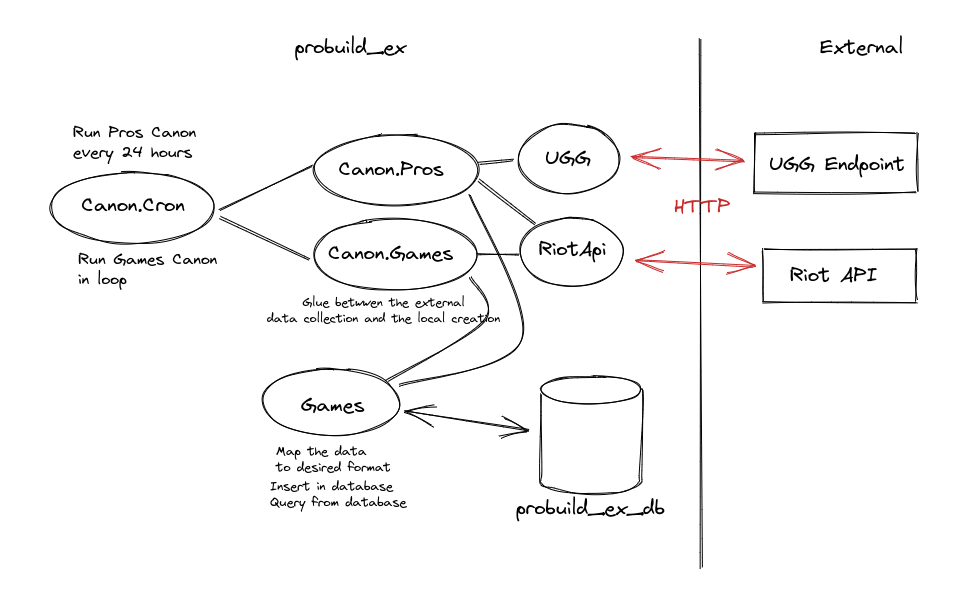 probuild_ex
External
Run Pros Canon
every 24 hours
Canon.Cron
Run Games Canon
in loop
Canon.Pros
UGG
UGG Endpoint
HTTP
Canon.Games
RiotApi
Riot API
Glue betwven the external
data collection and the local creation
Games
Map the data
to desired format
Insert in database
Query from database
probuild_ex_db